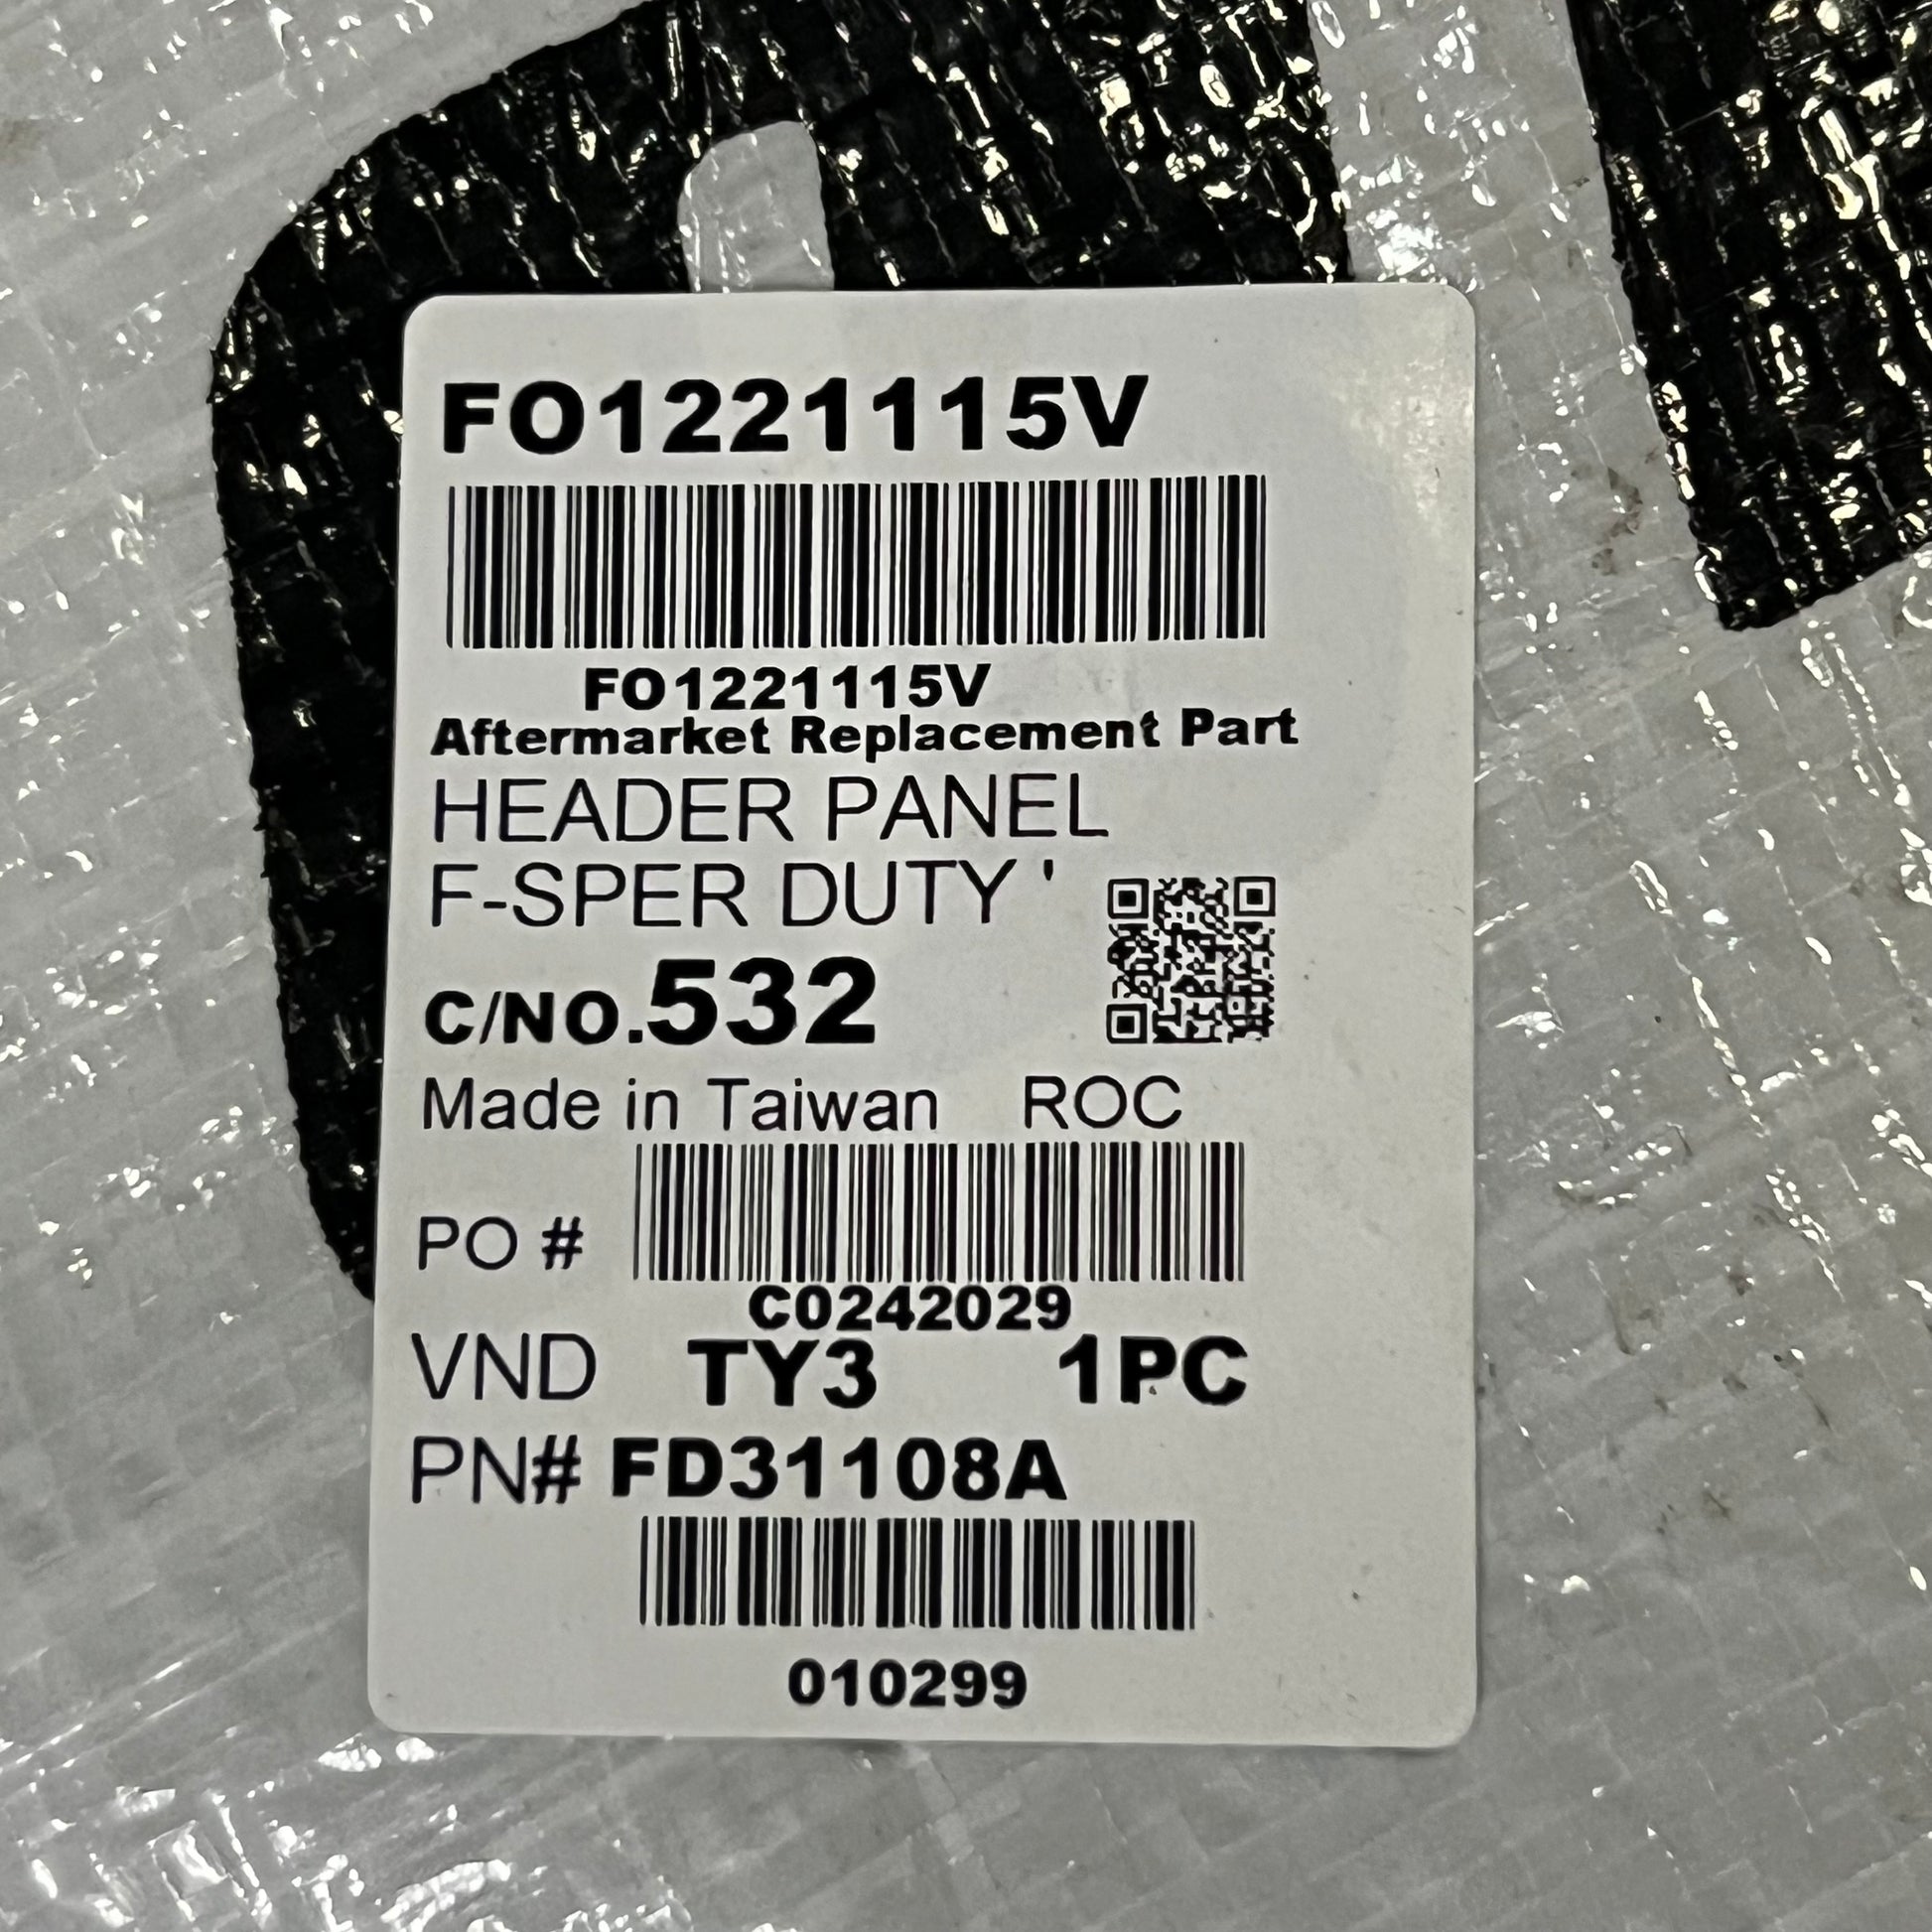 FO1221115V
FO1221115V
Aftermarket Replacement Part
HEADER PANEL
F-SPER DUTY '
C/NO.532
Made in Taiwan ROC
PO #
C0242029
VND TY3 1PC
PN# FD31108A
010299